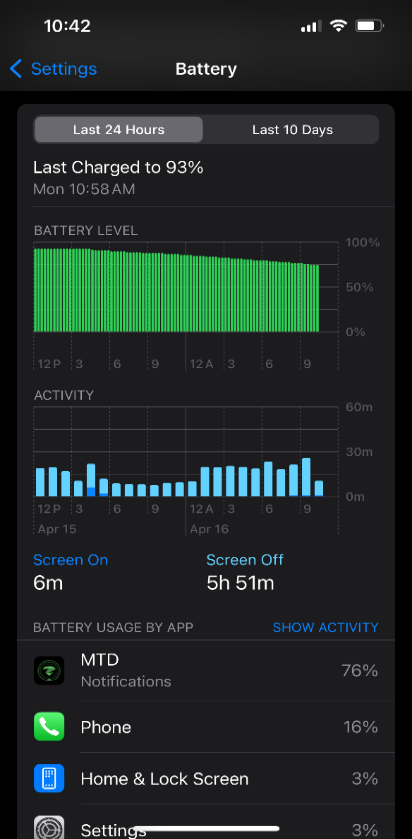 10:42
Settings
Battery
Last 24 Hours
Last 10 Days
Last Charged to 93%
Mon 10:58 AM
BATTERY LEVEL
100%
50%
0%
12 P 3 6 9 12 A 3 6 9
ACTIVITY
60m
30m
0m
12 P 3 6 9 12 A 3 6 9
Apr 15 Apr 16
Screen On
6m
Screen Off
5h 51m
BATTERY USAGE BY APP
SHOW ACTIVITY
MTD
Notifications
76%
Phone
16%
Home & Lock Screen
3%
Settings
3%